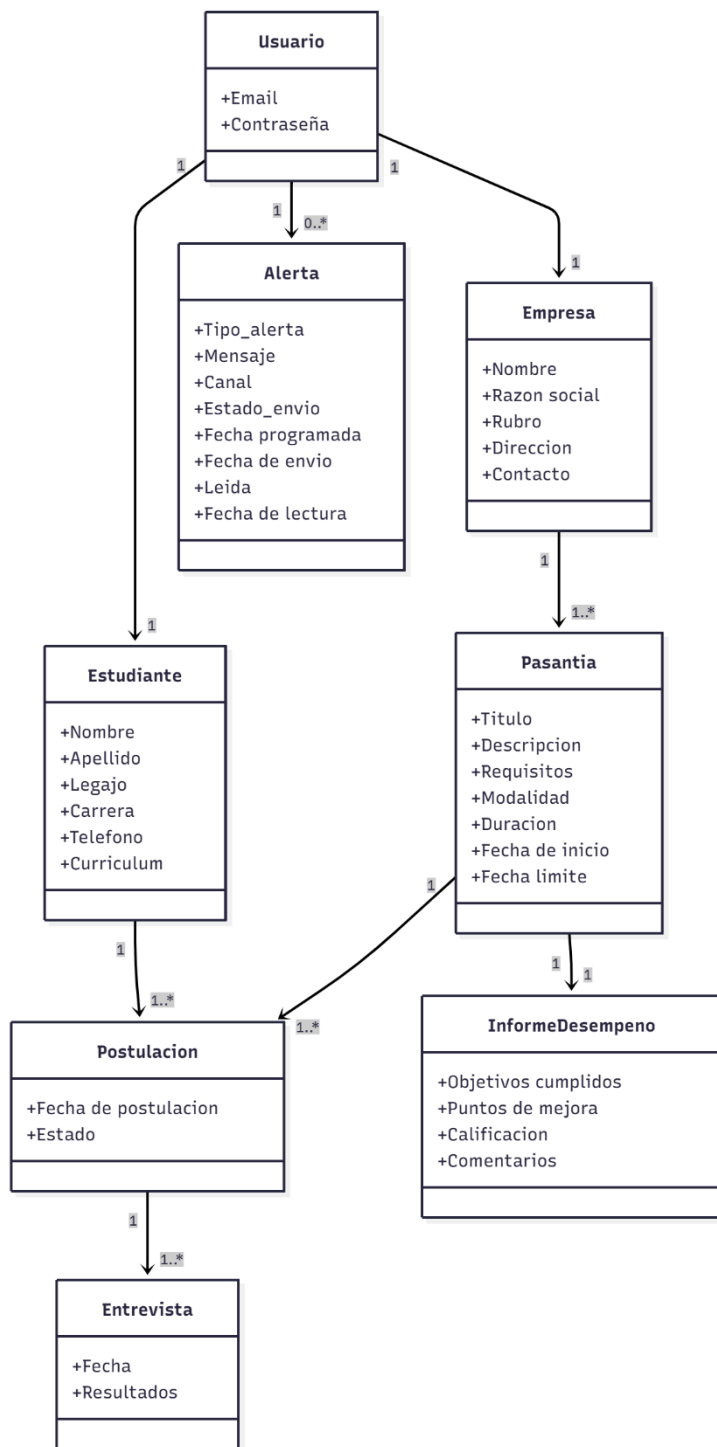 Usuario
+Email
+Contraseña
1
1
1
0..*
1
Alerta
+Tipo_alerta
+Mensaje
+Canal
+Estado_envio
+Fecha programada
+Fecha de envio
+Leida
+Fecha de lectura
Empresa
+Nombre
+Razon social
+Rubro
+Direccion
+Contacto
1
1..*
1
Estudiante
+Nombre
+Apellido
+Legajo
+Carrera
+Telefono
+Curriculum
Pasantia
+Titulo
+Descripcion
+Requisitos
+Modalidad
+Duracion
+Fecha de inicio
+Fecha limite
1
1
1..*
1..*
1
1
Postulacion
+Fecha de postulacion
+Estado
InformeDesempeno
+Objetivos cumplidos
+Puntos de mejora
+Calificacion
+Comentarios
1
1..*
Entrevista
+Fecha
+Resultados